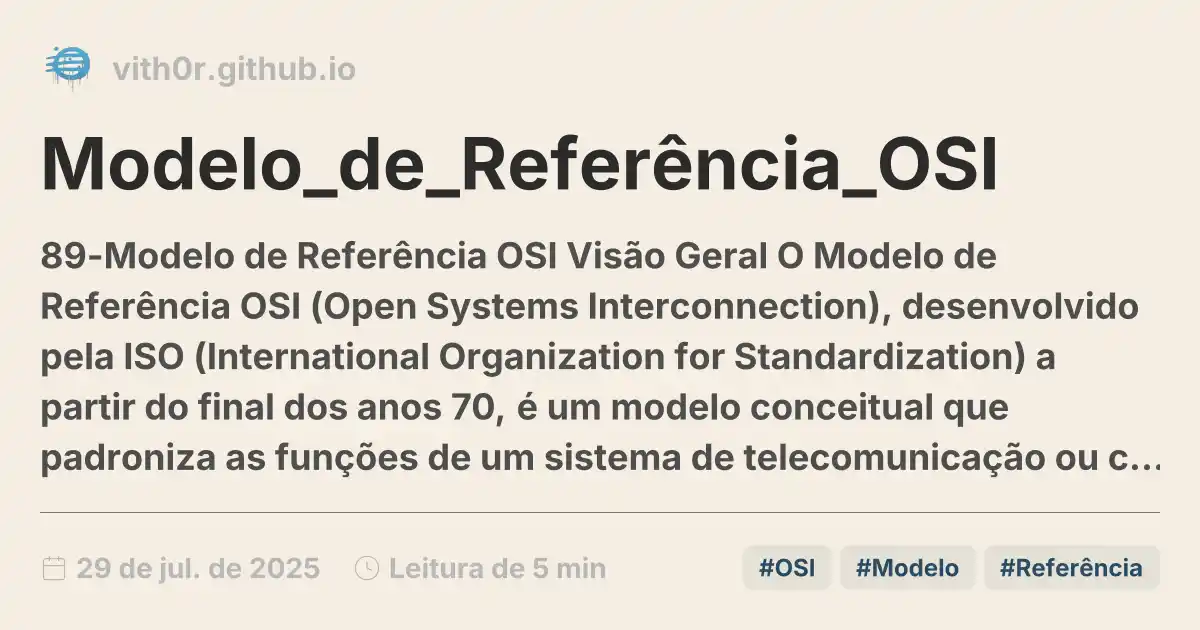 vith0r.github.io
Modelo_de_Referência_OSI
89-Modelo de Referência OSI Visão Geral O Modelo de
Referência OSI (Open Systems Interconnection), desenvolvido
pela ISO (International Organization for Standardization) a
partir do final dos anos 70, é um modelo conceitual que
padroniza as funções de um sistema de telecomunicação ou c…
29 de jul. de 2025 Leitura de 5 min #OSI #Modelo #Referência